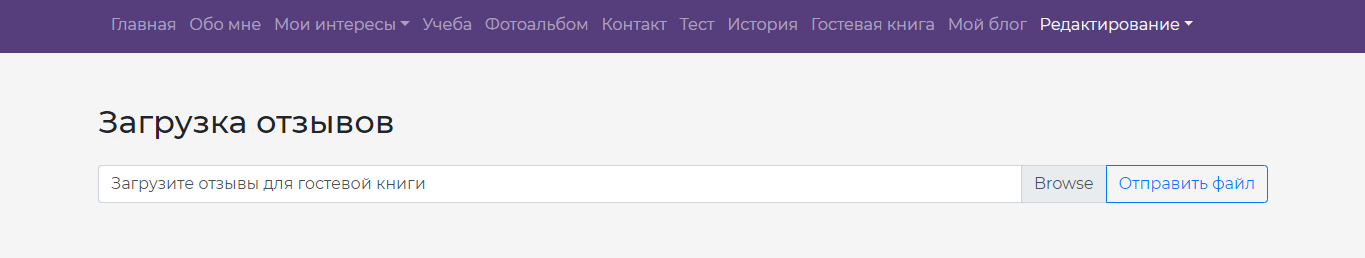 Главная Обо мне Мои интересы Учеба Фотоальбом Контакт Тест История Гостевая книга Мой блог Редактирование
Загрузка отзывов
Загрузите отзывы для гостевой книги Browse Отправить файл